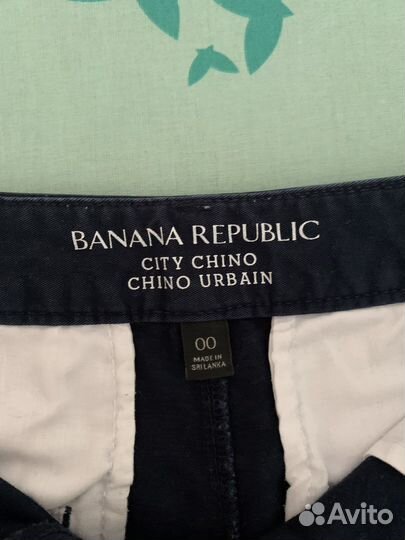 BANANA REPUBLIC
CITY CHINO
CHINO URBAIN
00
MADE IN
SRI LANKA
Avito